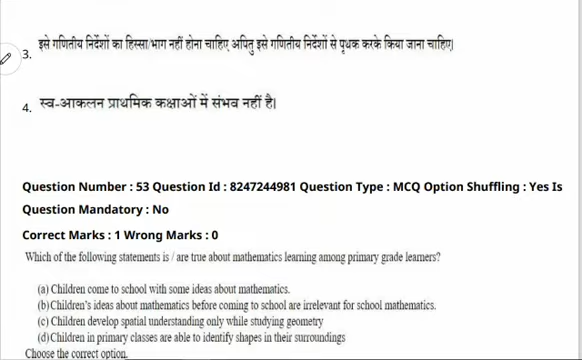 इसे गणितीय निर्देशों का हिस्सा/भाग नहीं होना चाहिए अपितु इसे गणितीय निर्देशों से पृथक करके किया जाना चाहिए|
3.
4. स्व-आकलन प्राथमिक कक्षाओं में संभव नहीं है|
Question Number : 53 Question Id : 8247244981 Question Type : MCQ Option Shuffling : Yes Is
Question Mandatory : No
Correct Marks : 1 Wrong Marks : 0
Which of the following statements is / are true about mathematics learning among primary grade learners?
(a) Children come to school with some ideas about mathematics.
(b) Children's ideas about mathematics before coming to school are irrelevant for school mathematics.
(c) Children develop spatial understanding only while studying geometry
(d) Children in primary classes are able to identify shapes in their surroundings
Choose the correct option.